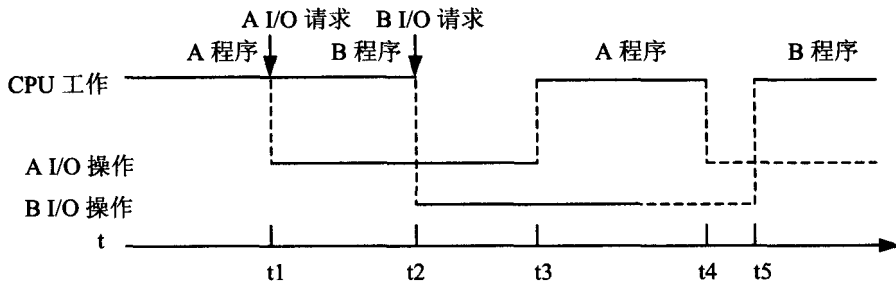 A I/O 请求 B I/O 请求
A 程序 B 程序 A 程序 B 程序
CPU 工作
A I/O 操作
B I/O 操作
t
t1 t2 t3 t4 t5